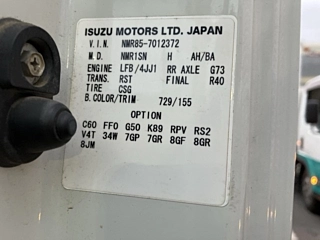 ISUZU MOTORS LTD. JAPAN
V.I.N. NMR85-7012372
M.D. NMR1SN H AH/BA
ENGINE LFB/4JJ1 RR AXLE G73
TRANS. RST FINAL R40
TIRE CSG
B.COLOR/TRIM 729/155
OPTION
C60 FF0 G50 K89 RPV RS2
V4T 34W 7GP 7GR 8GF 8GR
8JM